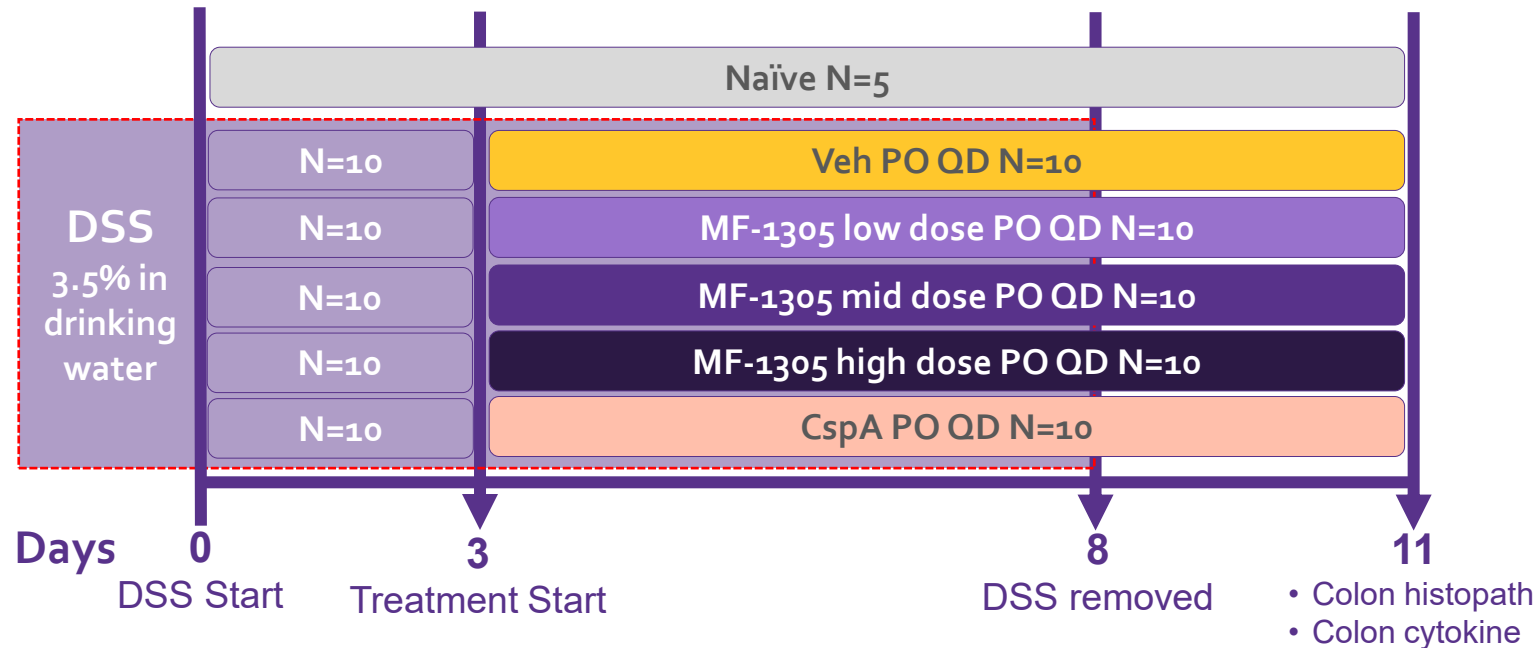 Naïve N=5
DSS
3.5% in
drinking
water
N=10
Veh PO QD N=10
N=10
MF-1305 low dose PO QD N=10
N=10
MF-1305 mid dose PO QD N=10
N=10
MF-1305 high dose PO QD N=10
N=10
CspA PO QD N=10
Days
0
3
8
11
DSS Start
Treatment Start
DSS removed
• Colon histopath
• Colon cytokine